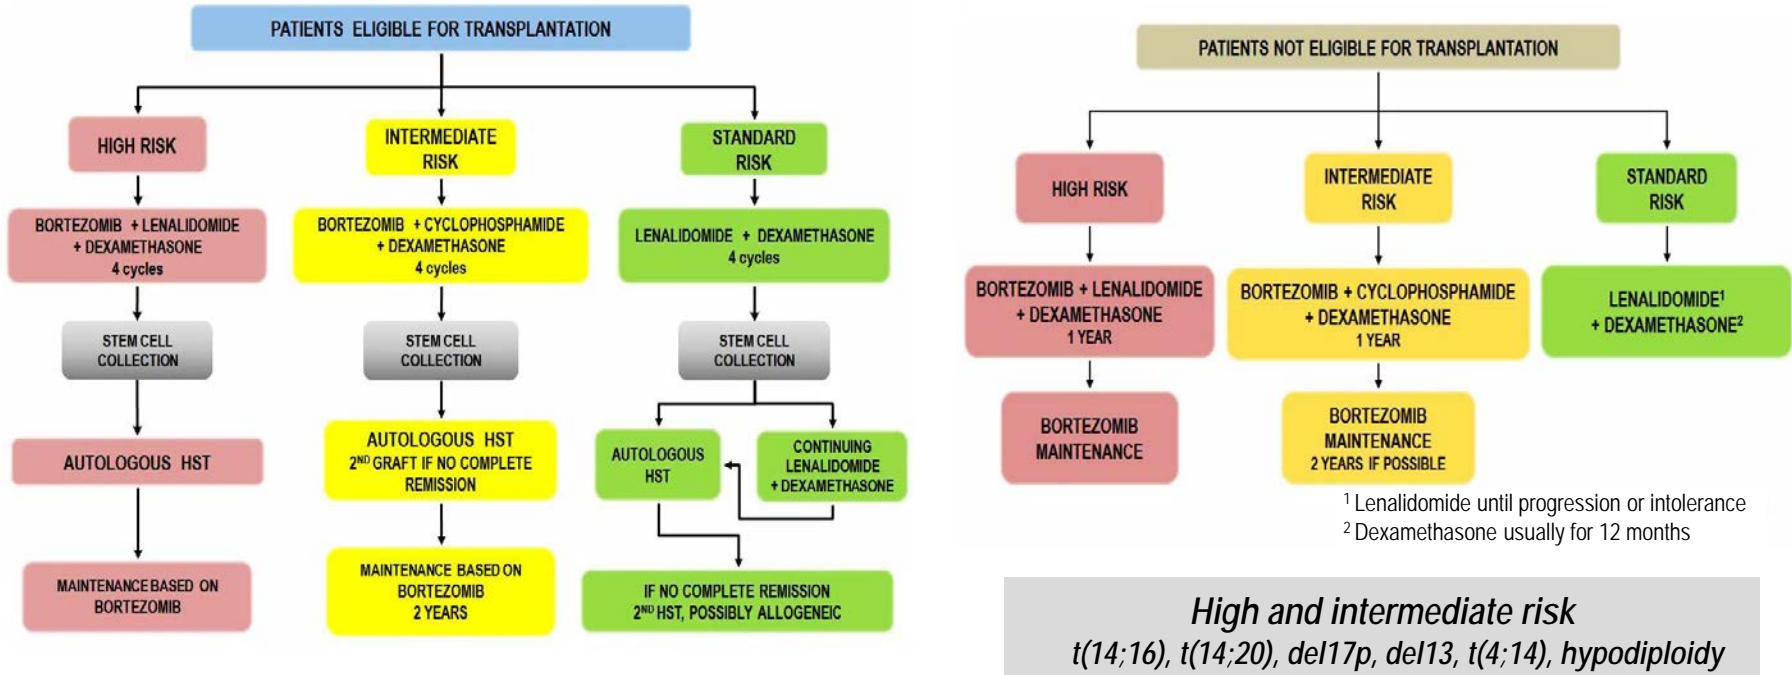 PATIENTS ELIGIBLE FOR TRANSPLANTATION
HIGH RISK
INTERMEDIATE
RISK
STANDARD
RISK
BORTEZOMIB + LENALIDOMIDE
+ DEXAMETHASONE
4 cycles
BORTEZOMIB + CYCLOPHOSPHAMIDE
+ DEXAMETHASONE
4 cycles
LENALIDOMIDE + DEXAMETHASONE
4 cycles
STEM CELL
COLLECTION
STEM CELL
COLLECTION
STEM CELL
COLLECTION
AUTOLOGOUS HST
AUTOLOGOUS HST
2ND GRAFT IF NO COMPLETE
REMISSION
AUTOLOGOUS
HST
CONTINUING
LENALIDOMIDE
+ DEXAMETHASONE
MAINTENANCE BASED ON
BORTEZOMIB
MAINTENANCE BASED ON
BORTEZOMIB
2 YEARS
IF NO COMPLETE REMISSION
2ND HST, POSSIBLY ALLOGENEIC
PATIENTS NOT ELIGIBLE FOR TRANSPLANTATION
HIGH RISK
INTERMEDIATE
RISK
STANDARD
RISK
BORTEZOMIB + LENALIDOMIDE
+ DEXAMETHASONE
1 YEAR
BORTEZOMIB + CYCLOPHOSPHAMIDE
+ DEXAMETHASONE
1 YEAR
LENALIDOMIDE1
+ DEXAMETHASONE2
BORTEZOMIB
MAINTENANCE
BORTEZOMIB
MAINTENANCE
2 YEARS IF POSSIBLE
1 Lenalidomide until progression or intolerance
2 Dexamethasone usually for 12 months
High and intermediate risk
t(14;16), t(14;20), del17p, del13, t(4;14), hypodiploidy